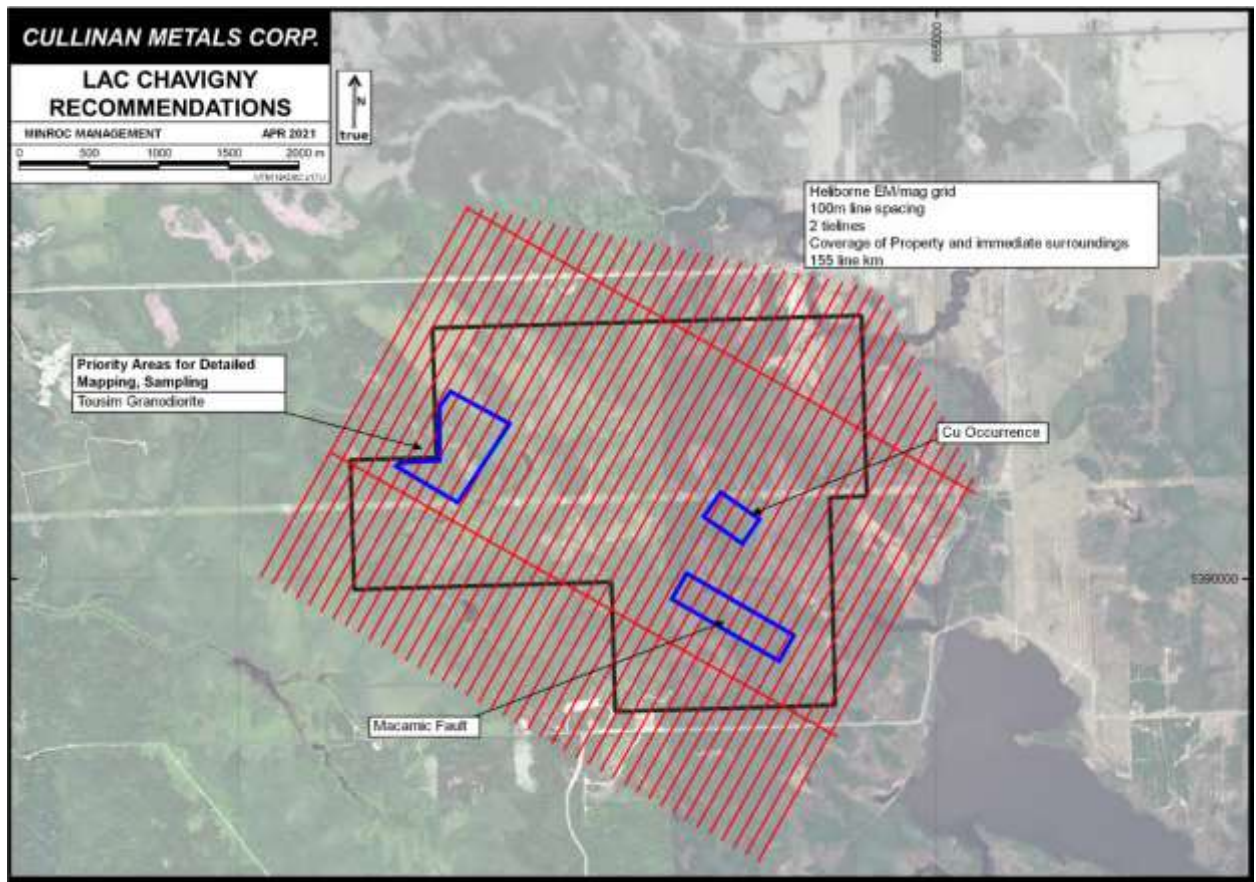 CULLINAN METALS CORP.
LAC CHAVIGNY
RECOMMENDATIONS
MINROC MANAGEMENT APR 2021
0 500 1000 1500 2000 m
N
true
Heliborne EM/mag grid
100m line spacing
2 tielines
Coverage of Property and immediate surroundings
155 line km
Priority Areas for Detailed
Mapping, Sampling
Tousim Granodiorite
Cu Occurrence
5390000
Macamic Fault